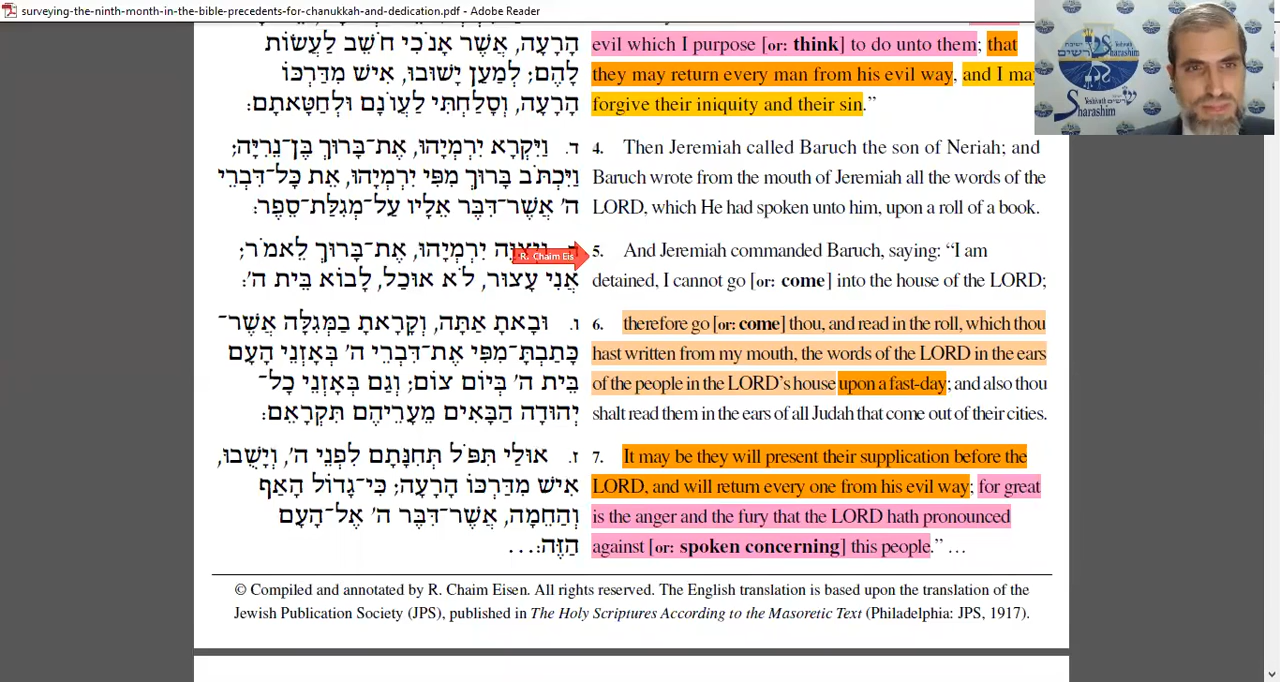 surveying-the-ninth-month-in-the-bible-precedents-for-chanukkah-and-dedication.pdf - Adobe Reader
הָרָעָה, אֲשֶׁר אָנֹכִי חֹשֵׁב לַעֲשׂוֹת
לָהֶם; לְמַעַן יָשׁוּבוּ, אִישׁ מִדַּרְכּוֹ
הָרָעָה, וְסָלַחְתִּי לַעֲוֹנָם וּלְחַטָּאתָם:
evil which I purpose [or: think] to do unto them; that
they may return every man from his evil way, and I may
forgive their iniquity and their sin.”
ד. וַיִּקְרָא יִרְמְיָהוּ, אֶת־בָּרוּךְ בֶּן־נֵרִיָּה;
וַיִּכְתֹּב בָּרוּךְ מִפִּי יִרְמְיָהוּ, אֵת כָּל־דִּבְרֵי
ה' אֲשֶׁר־דִּבֶּר אֵלָיו עַל־מְגִלַּת־סֵפֶר:
4. Then Jeremiah called Baruch the son of Neriah; and
Baruch wrote from the mouth of Jeremiah all the words of the
LORD, which He had spoken unto him, upon a roll of a book.
ה. וַיְצַוֶּה יִרְמְיָהוּ, אֶת־בָּרוּךְ לֵאמֹר;
אֲנִי עָצוּר, לֹא אוּכַל, לָבוֹא בֵּית ה':
R. Chaim Eis
5. And Jeremiah commanded Baruch, saying: “I am
detained, I cannot go [or: come] into the house of the LORD;
ו. וּבָאתָ אַתָּה, וְקָרָאתָ בַמְּגִלָּה אֲשֶׁר־
כָּתַבְתָּ־מִפִּי אֶת־דִּבְרֵי ה' בְּאָזְנֵי הָעָם
בֵּית ה' בְּיוֹם צוֹם; וְגַם בְּאָזְנֵי כָל־
יְהוּדָה הַבָּאִים מֵעָרֵיהֶם תִּקְרָאֵם:
6. therefore go [or: come] thou, and read in the roll, which thou
hast written from my mouth, the words of the LORD in the ears
of the people in the LORD’s house upon a fast-day; and also thou
shalt read them in the ears of all Judah that come out of their cities.
ז. אוּלַי תִּפֹּל תְּחִנָּתָם לִפְנֵי ה', וְיָשֻׁבוּ,
אִישׁ מִדַּרְכּוֹ הָרָעָה; כִּי־גָדוֹל הָאַף
וְהַחֵמָה, אֲשֶׁר־דִּבֶּר ה' אֶל־הָעָם
הַזֶּה:...
7. It may be they will present their supplication before the
LORD, and will return every one from his evil way; for great
is the anger and the fury that the LORD hath pronounced
against [or: spoken concerning] this people.” …
© Compiled and annotated by R. Chaim Eisen. All rights reserved. The English translation is based upon the translation of the
Jewish Publication Society (JPS), published in The Holy Scriptures According to the Masoretic Text (Philadelphia: JPS, 1917).
Yeshivath
Sharashim
ישיבת
שרשים
Yeshivath
Sharashim